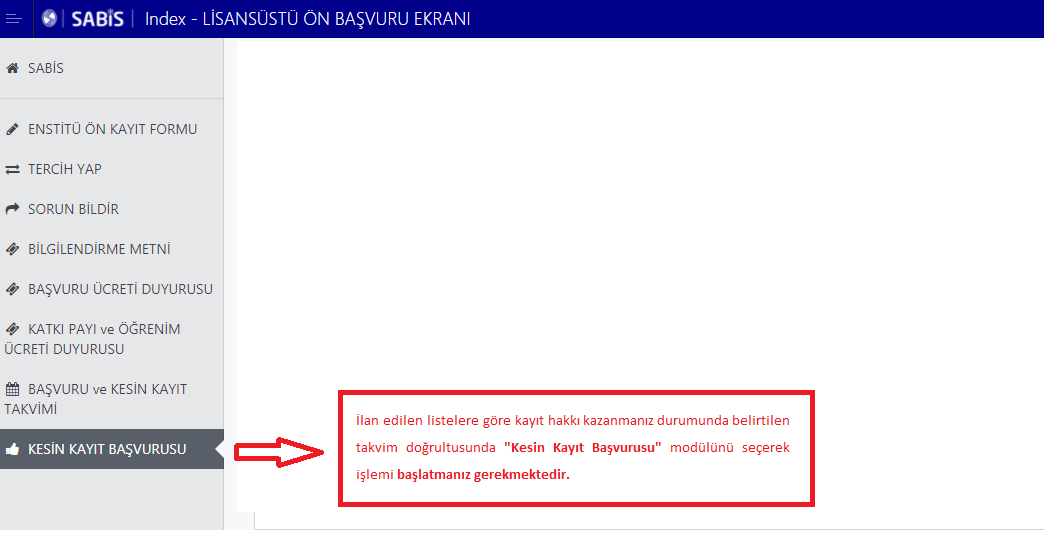 SABİS Index - LİSANSÜSTÜ ÖN BAŞVURU EKRANI
SABİS
ENSTİTÜ ÖN KAYIT FORMU
TERCİH YAP
SORUN BİLDİR
BİLGİLENDİRME METNİ
BAŞVURU ÜCRETİ DUYURUSU
KATKI PAYI ve ÖĞRENİM
ÜCRETİ DUYURUSU
BAŞVURU ve KESİN KAYIT
TAKVİMİ
KESİN KAYIT BAŞVURUSU
İlan edilen listelere göre kayıt hakkı kazanmanız durumunda belirtilen
takvim doğrultusunda "Kesin Kayıt Başvurusu" modülünü seçerek
işlemi başlatmanız gerekmektedir.